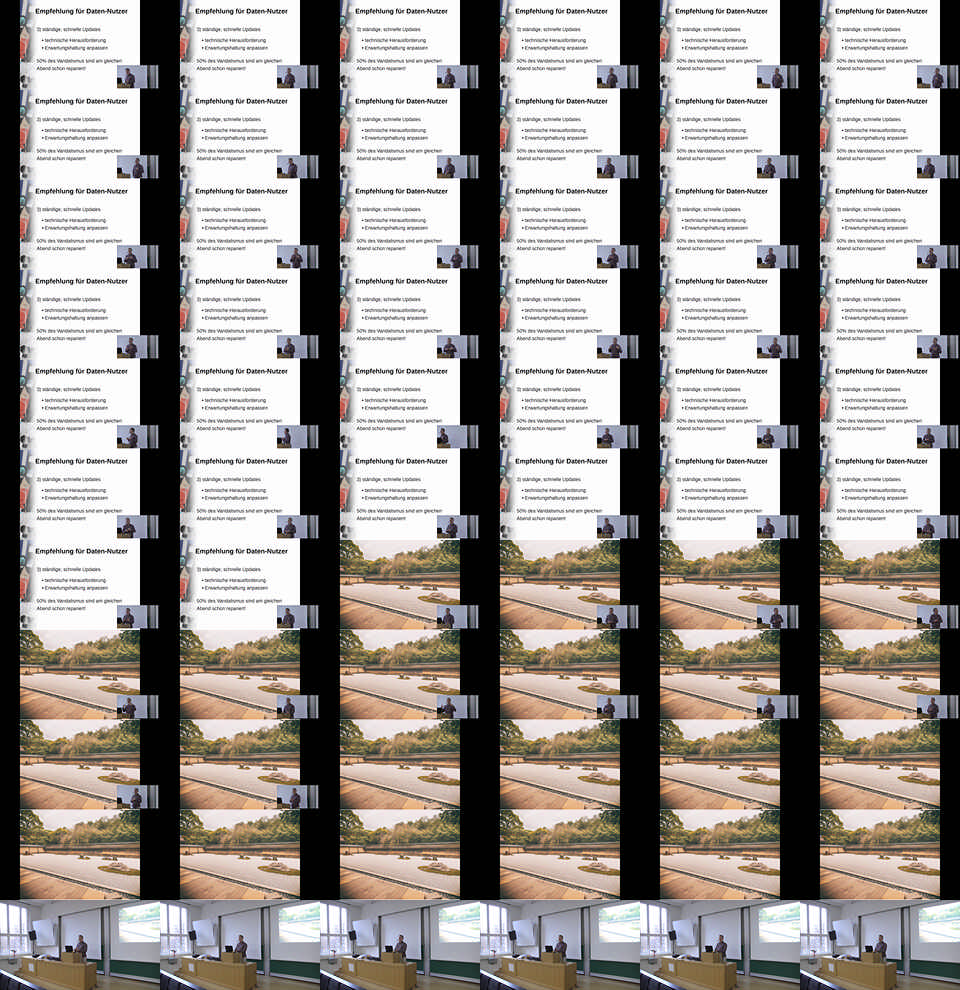 Empfehlung für Daten-Nutzer
3) ständige, schnelle Updates
• technische Herausforderung
• Erwartungshaltung anpassen
50% des Vandalismus sind am gleichen
Abend schon repariert!